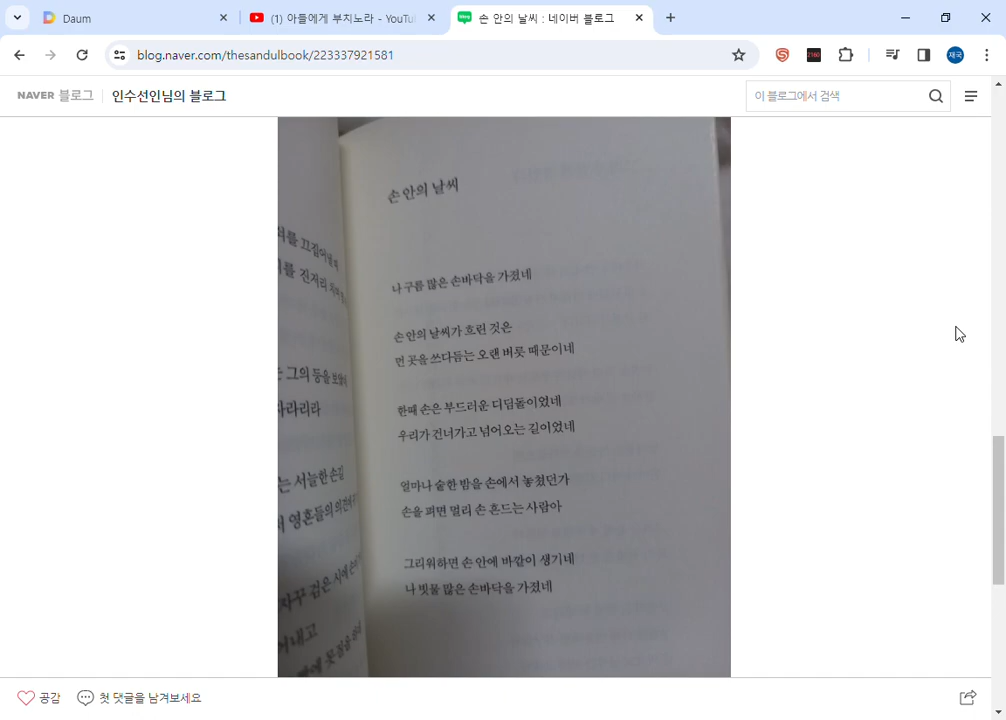 Daum
(1) 아들에게 부치노라 - YouTu
손 안의 날씨 : 네이버 블로그
blog.naver.com/thesandulbook/223337921581
재국
NAVER 블로그
인수선인님의 블로그
이 블로그에서 검색
손 안의 날씨
나 구름 많은 손바닥을 가졌네
손 안의 날씨가 흐린 것은
먼 곳을 쓰다듬는 오랜 버릇 때문이네
한때 손은 부드러운 디딤돌이었네
우리가 건너가고 넘어오는 길이었네
얼마나 숱한 밤을 손에서 놓쳤던가
손을 펴면 멀리 손 흔드는 사람아
그리워하면 손 안에 바깥이 생기네
나 빗물 많은 손바닥을 가졌네
그의 등을
는 서늘한 손길
영혼들의
자꾸 검은
공감
첫 댓글을 남겨보세요